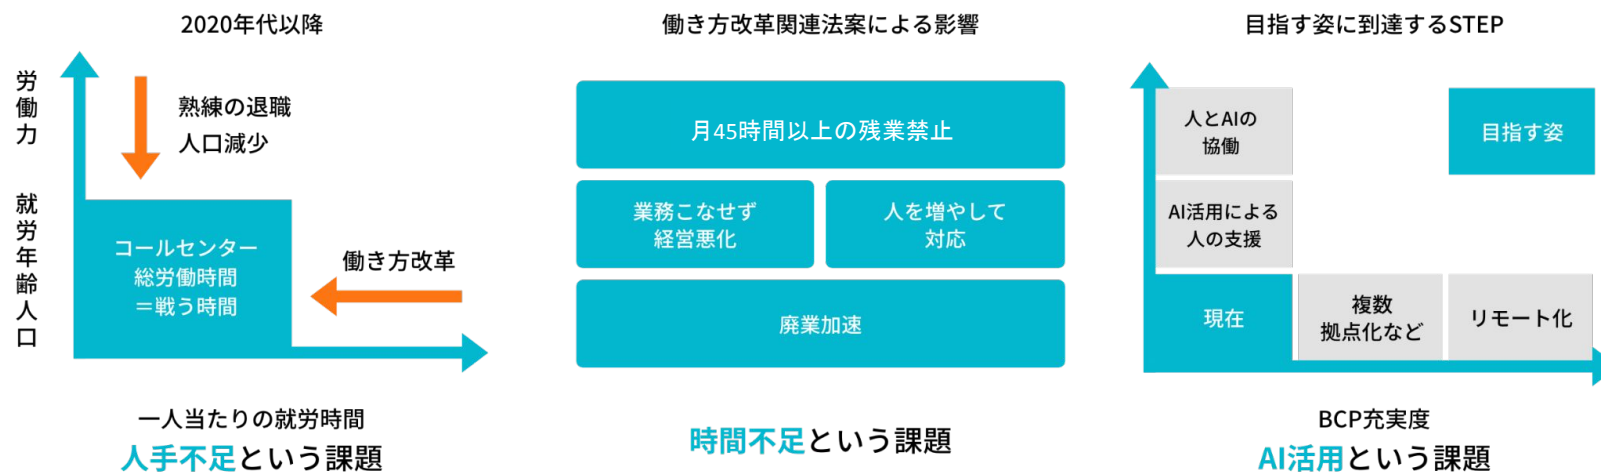 2020年代以降
労働力 就労年齢人口
熟練の退職
人口減少
コールセンター
総労働時間
＝戦う時間
働き方改革
一人当たりの就労時間
人手不足という課題
働き方改革関連法案による影響
月45時間以上の残業禁止
業務こなせず
経営悪化
人を増やして
対応
廃業加速
時間不足という課題
目指す姿に到達するSTEP
人とAIの
協働
目指す姿
AI活用による
人の支援
現在
複数
拠点化など
リモート化
BCP充実度
AI活用という課題